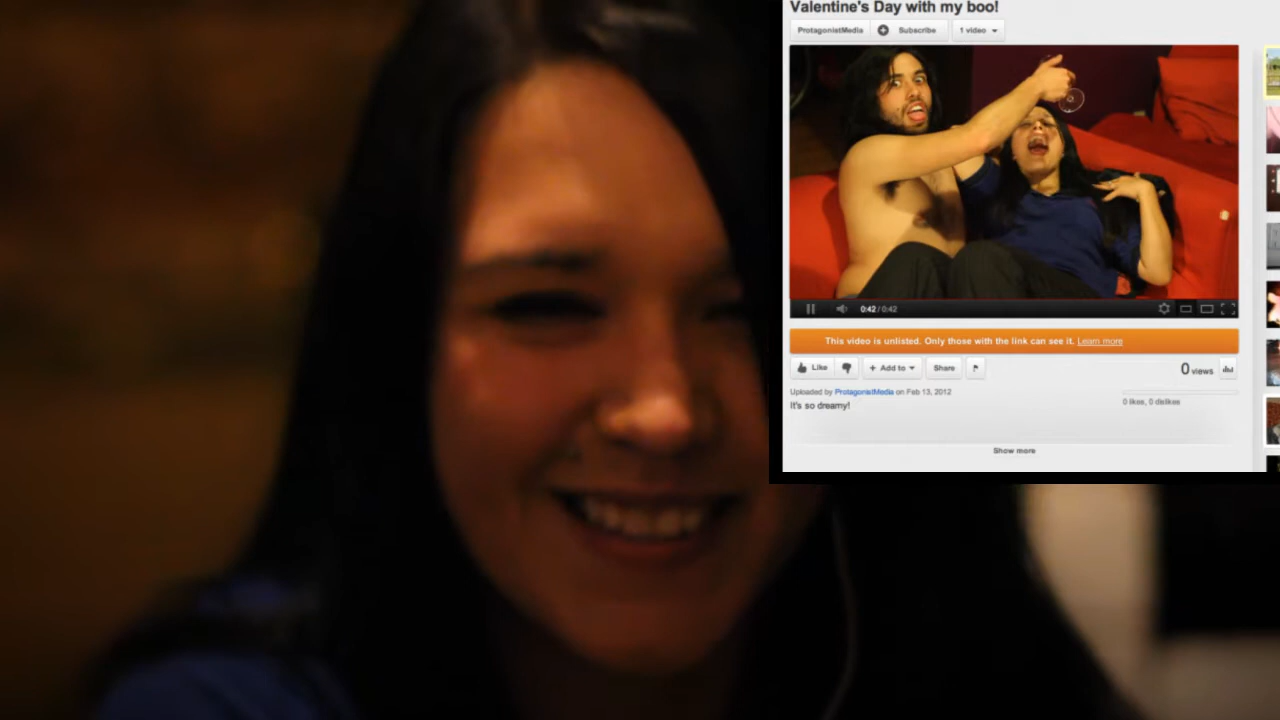 Valentine's Day with my boo!
ProtagonistMedia Subscribe 1 video
0:42 / 0:42
This video is unlisted. Only those with the link can see it. Learn more
Like Add to Share 0 views
Uploaded by ProtagonistMedia on Feb 13, 2012
0 likes, 0 dislikes
It's so dreamy!
Show more